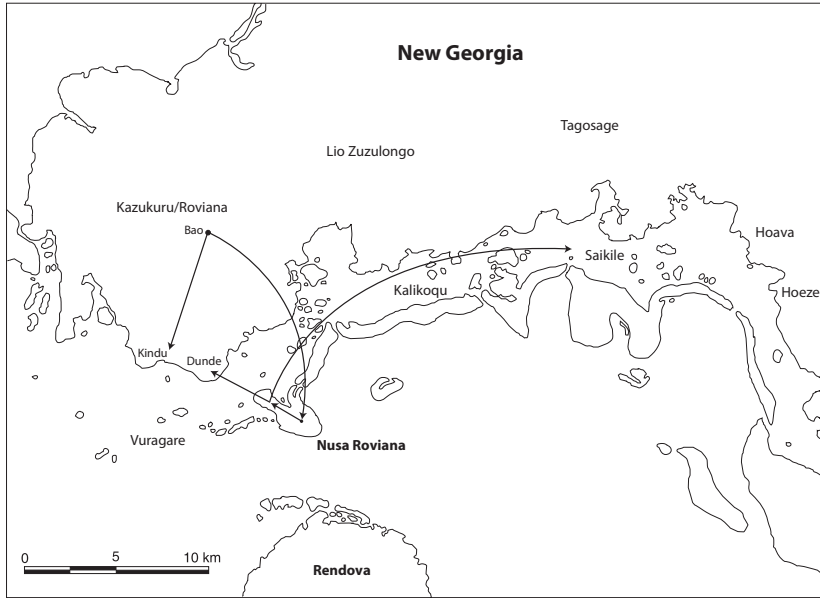 New Georgia
Tagosage
Lio Zuzulongo
Kazukuru/Roviana
Bao
Hoava
Saikile
Kalikoqu
Hoeze
Kindu
Dunde
Vuragare
Nusa Roviana
0 5 10 km
Rendova